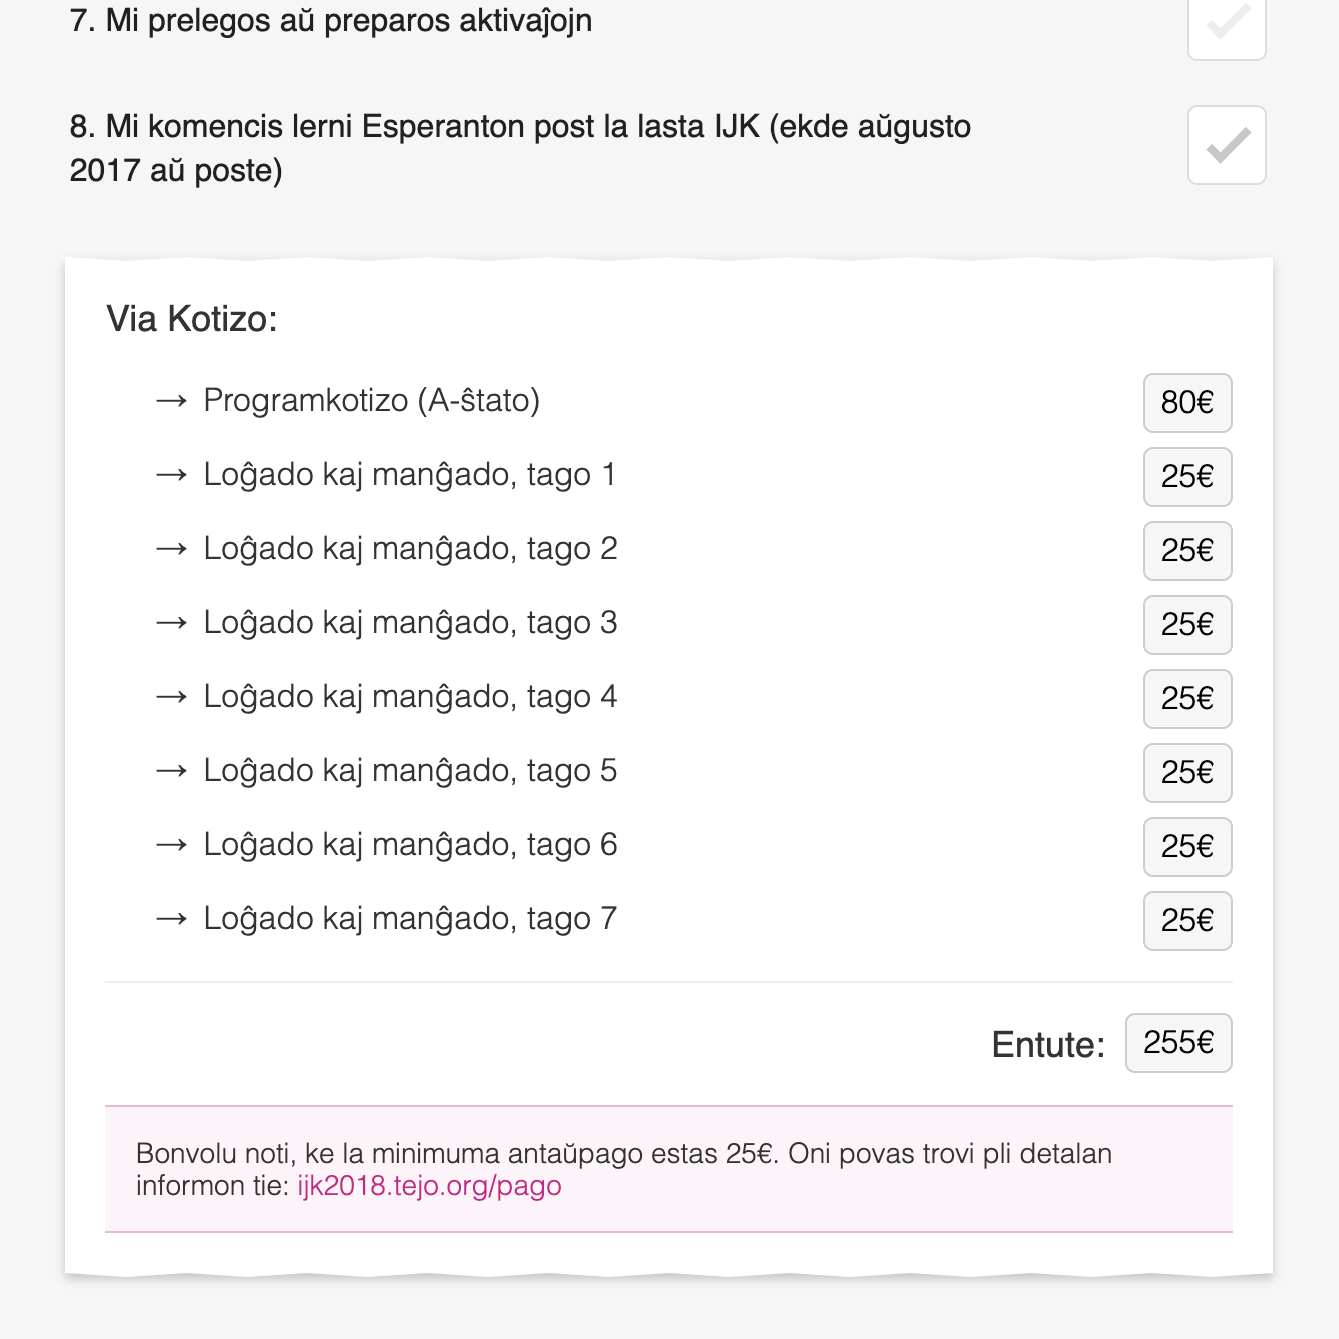 7. Mi prelegos aŭ preparos aktivaĵojn
8. Mi komencis lerni Esperanton post la lasta IJK (ekde aŭgusto
2017 aŭ poste)
Via Kotizo:
→ Programkotizo (A-ŝtato) 80€
→ Loĝado kaj manĝado, tago 1 25€
→ Loĝado kaj manĝado, tago 2 25€
→ Loĝado kaj manĝado, tago 3 25€
→ Loĝado kaj manĝado, tago 4 25€
→ Loĝado kaj manĝado, tago 5 25€
→ Loĝado kaj manĝado, tago 6 25€
→ Loĝado kaj manĝado, tago 7 25€
Entute: 255€
Bonvolu noti, ke la minimuma antaŭpago estas 25€. Oni povas trovi pli detalan
informon tie: ijk2018.tejo.org/pago